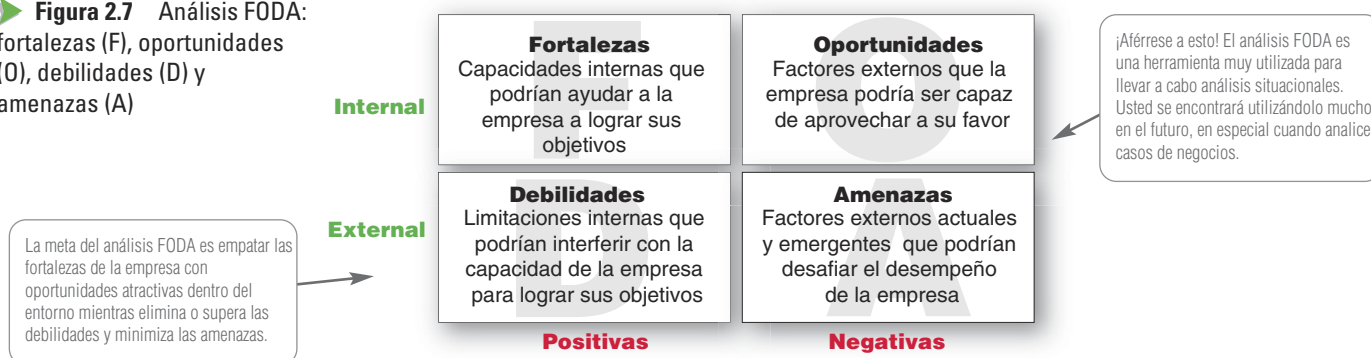 Figura 2.7 Análisis FODA:
fortalezas (F), oportunidades
(O), debilidades (D) y
amenazas (A)
Internal
Fortalezas
Capacidades internas que
podrían ayudar a la
empresa a lograr sus
objetivos
Oportunidades
Factores externos que la
empresa podría ser capaz
de aprovechar a su favor
¡Aférrese a esto! El análisis FODA es
una herramienta muy utilizada para
llevar a cabo análisis situacionales.
Usted se encontrará utilizándolo mucho
en el futuro, en especial cuando analice
casos de negocios.
La meta del análisis FODA es empatar las
fortalezas de la empresa con
oportunidades atractivas dentro del
entorno mientras elimina o supera las
debilidades y minimiza las amenazas.
External
Debilidades
Limitaciones internas que
podrían interferir con la
capacidad de la empresa
para lograr sus objetivos
Amenazas
Factores externos actuales
y emergentes que podrían
desafiar el desempeño
de la empresa
Positivas
Negativas
F
O
D
A